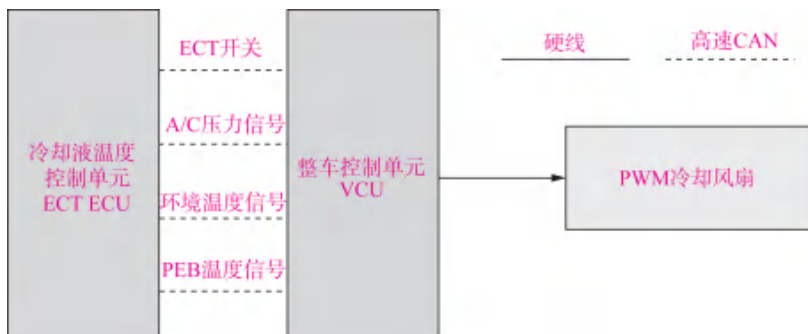 ECT开关
硬线
高速CAN
A/C压力信号
冷却液温度
控制单元
ECT ECU
整车控制单元
VCU
PWM冷却风扇
环境温度信号
PEB温度信号